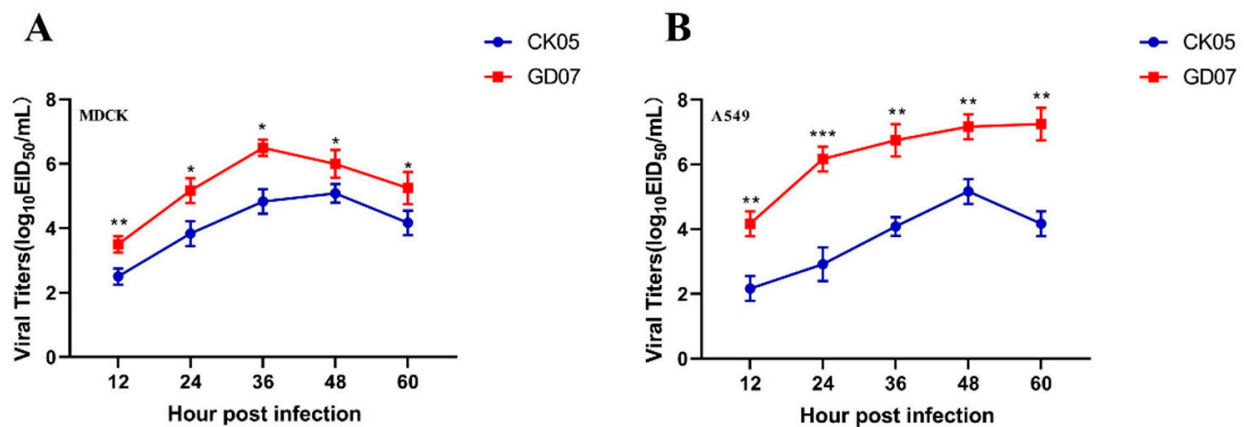 A
CK05
GD07
Viral Titers(log₁₀EID₅₀/mL)
8
6
4
2
0
MDCK
**
*
*
*
*
12
24
36
48
60
Hour post infection
B
CK05
GD07
Viral Titers(log₁₀EID₅₀/mL)
8
6
4
2
0
A549
**
***
**
**
**
12
24
36
48
60
Hour post infection